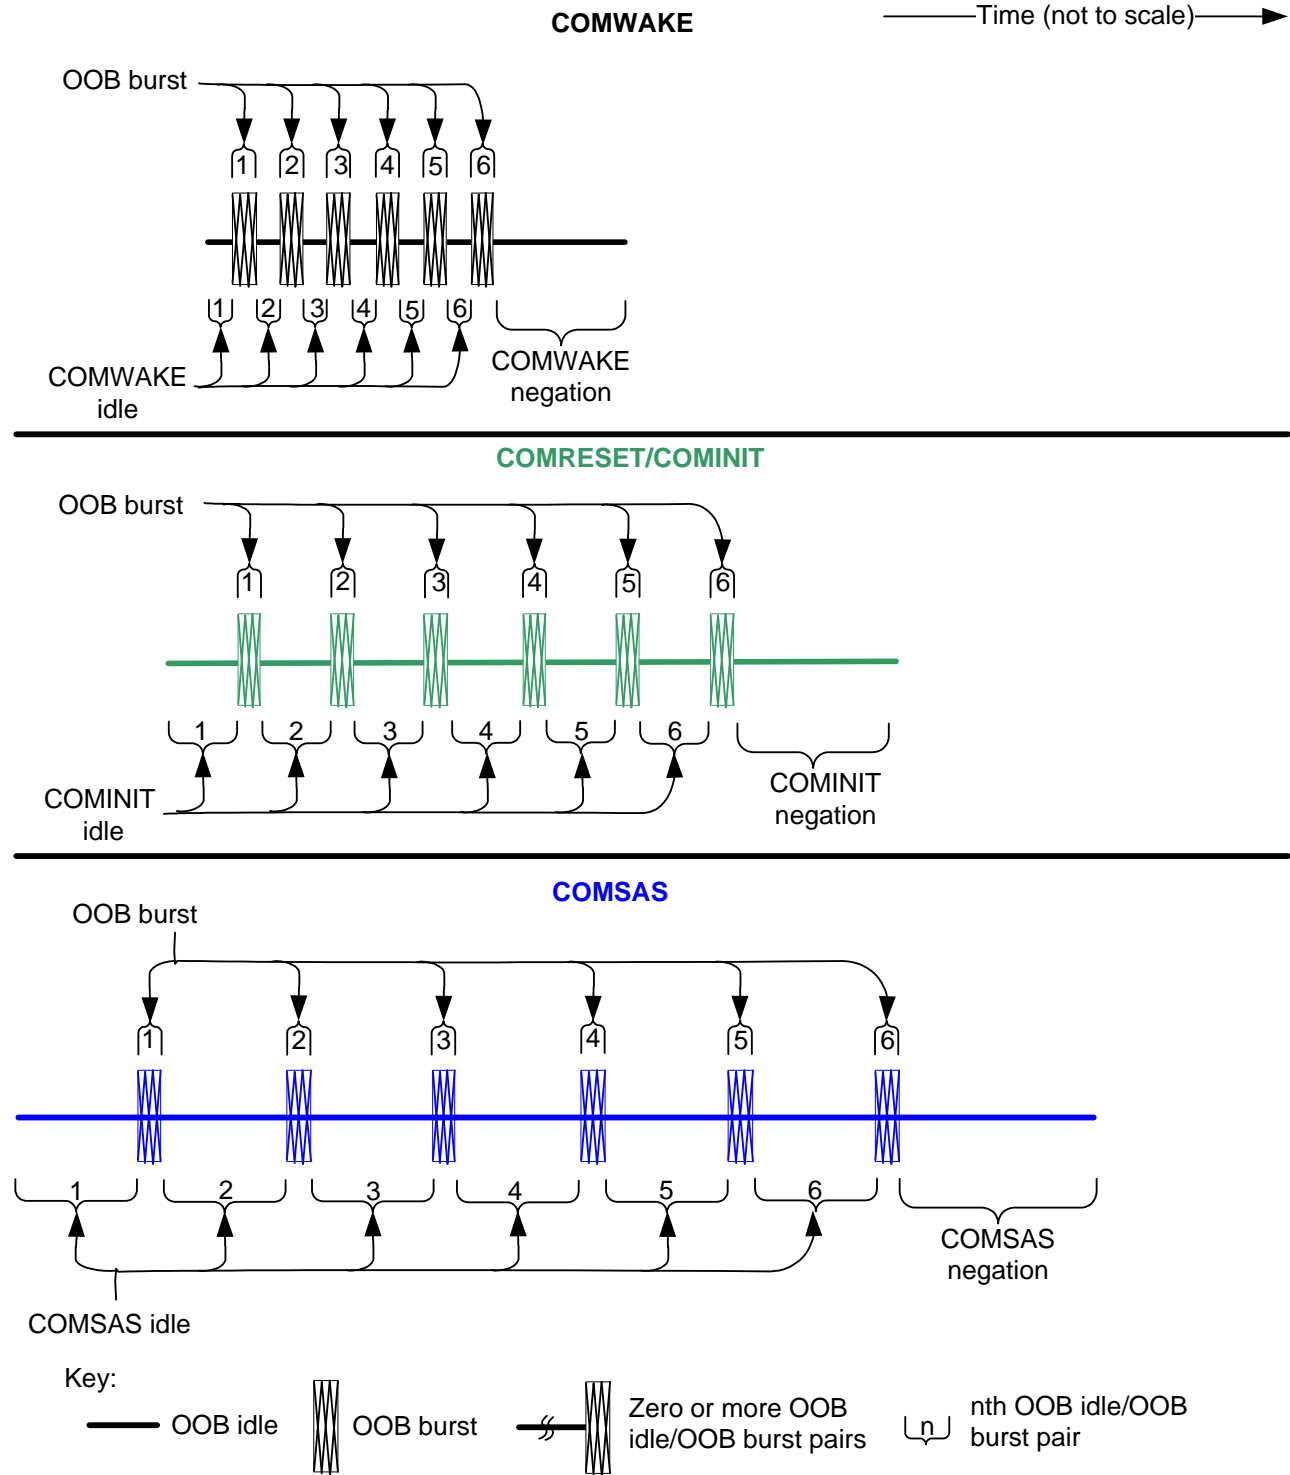 COMWAKE
Time (not to scale)
OOB burst
1 2 3 4 5 6
1 2 3 4 5 6
COMWAKE
idle
COMWAKE
negation
COMRESET/COMINIT
OOB burst
1 2 3 4 5 6
1 2 3 4 5 6
COMINIT
idle
COMINIT
negation
COMSAS
OOB burst
1 2 3 4 5 6
1 2 3 4 5 6
COMSAS
negation
COMSAS idle
Key:
OOB idle
OOB burst
Zero or more OOB
idle/OOB burst pairs
n
nth OOB idle/OOB
burst pair